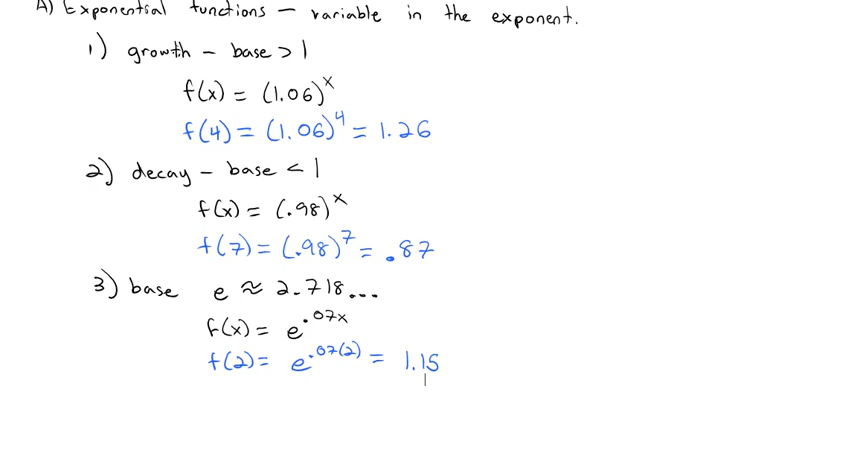 A) Exponential functions – variable in the exponent.
1) growth – base > 1
f(x) = (1.06)^x
f(4) = (1.06)^4 = 1.26
2) decay – base < 1
f(x) = (.98)^x
f(7) = (.98)^7 = .87
3) base e ≈ 2.718...
f(x) = e^.07x
f(2) = e^.07(2) = 1.15